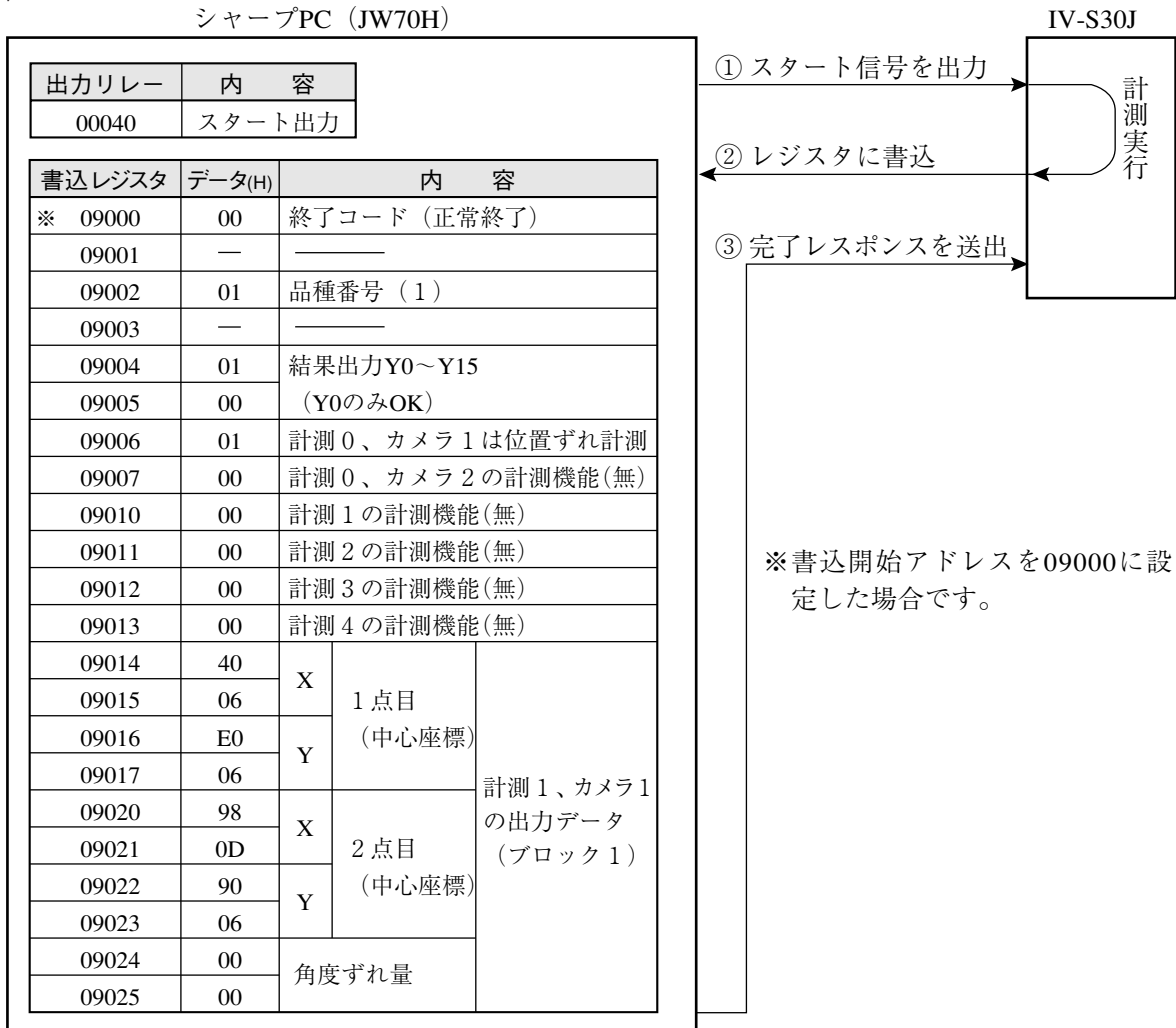 シャープPC（JW70H）
IV-S30J
出力リレー 内　容
00040 スタート出力
書込レジスタ データ(H) 内　容
※ 09000 00 終了コード（正常終了）
09001 — ―――
09002 01 品種番号（１）
09003 — ―――
09004 01 結果出力Y0〜Y15
09005 00 （Y0のみOK）
09006 01 計測０、カメラ１は位置ずれ計測
09007 00 計測０、カメラ２の計測機能(無)
09010 00 計測１の計測機能(無)
09011 00 計測２の計測機能(無)
09012 00 計測３の計測機能(無)
09013 00 計測４の計測機能(無)
09014 40
09015 06
X
09016 E0
09017 06
Y
１点目
（中心座標）
09020 98
09021 0D
X
09022 90
09023 06
Y
２点目
（中心座標）
09024 00
09025 00
角度ずれ量
計測１、カメラ１
の出力データ
（ブロック１）
① スタート信号を出力
② レジスタに書込
③ 完了レスポンスを送出
計測実行
※書込開始アドレスを09000に設
定した場合です。